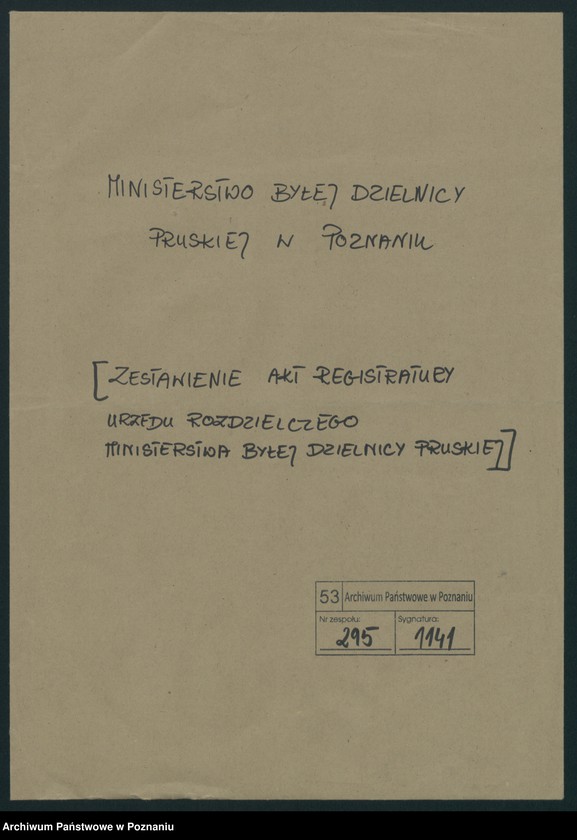 MINISTERSTWO BYŁEJ DZIELNICY
PRUSKIEJ W POZNANIU
[ZESTAWIENIE AKT REGISTRATURY
URZĘDU ROZDZIELCZEGO
MINISTERSTWA BYŁEJ DZIELNICY PRUSKIEJ]
53 Archiwum Państwowe w Poznaniu
Nr zespołu: Sygnatura:
295 1141
Archiwum Państwowe w Poznaniu